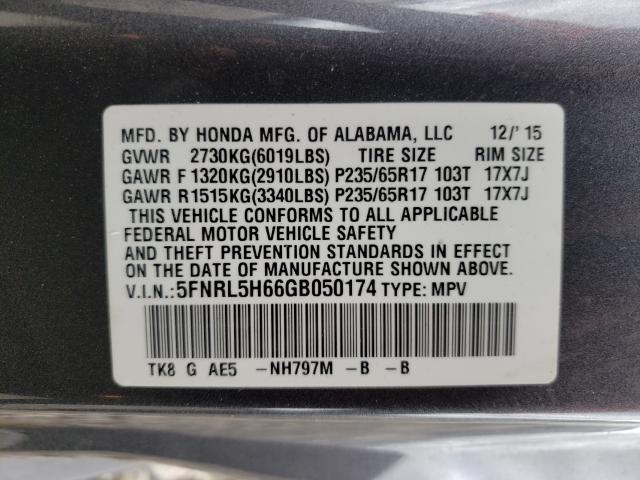 MFD. BY HONDA MFG. OF ALABAMA, LLC 12/'15
GVWR 2730KG(6019LBS) TIRE SIZE RIM SIZE
GAWR F 1320KG(2910LBS) P235/65R17 103T 17X7J
GAWR R1515KG(3340LBS) P235/65R17 103T 17X7J
THIS VEHICLE CONFORMS TO ALL APPLICABLE
FEDERAL MOTOR VEHICLE SAFETY
AND THEFT PREVENTION STANDARDS IN EFFECT
ON THE DATE OF MANUFACTURE SHOWN ABOVE.
V.I.N.:5FNRL5H66GB050174 TYPE: MPV
TK8 G AE5 -NH797M -B -B